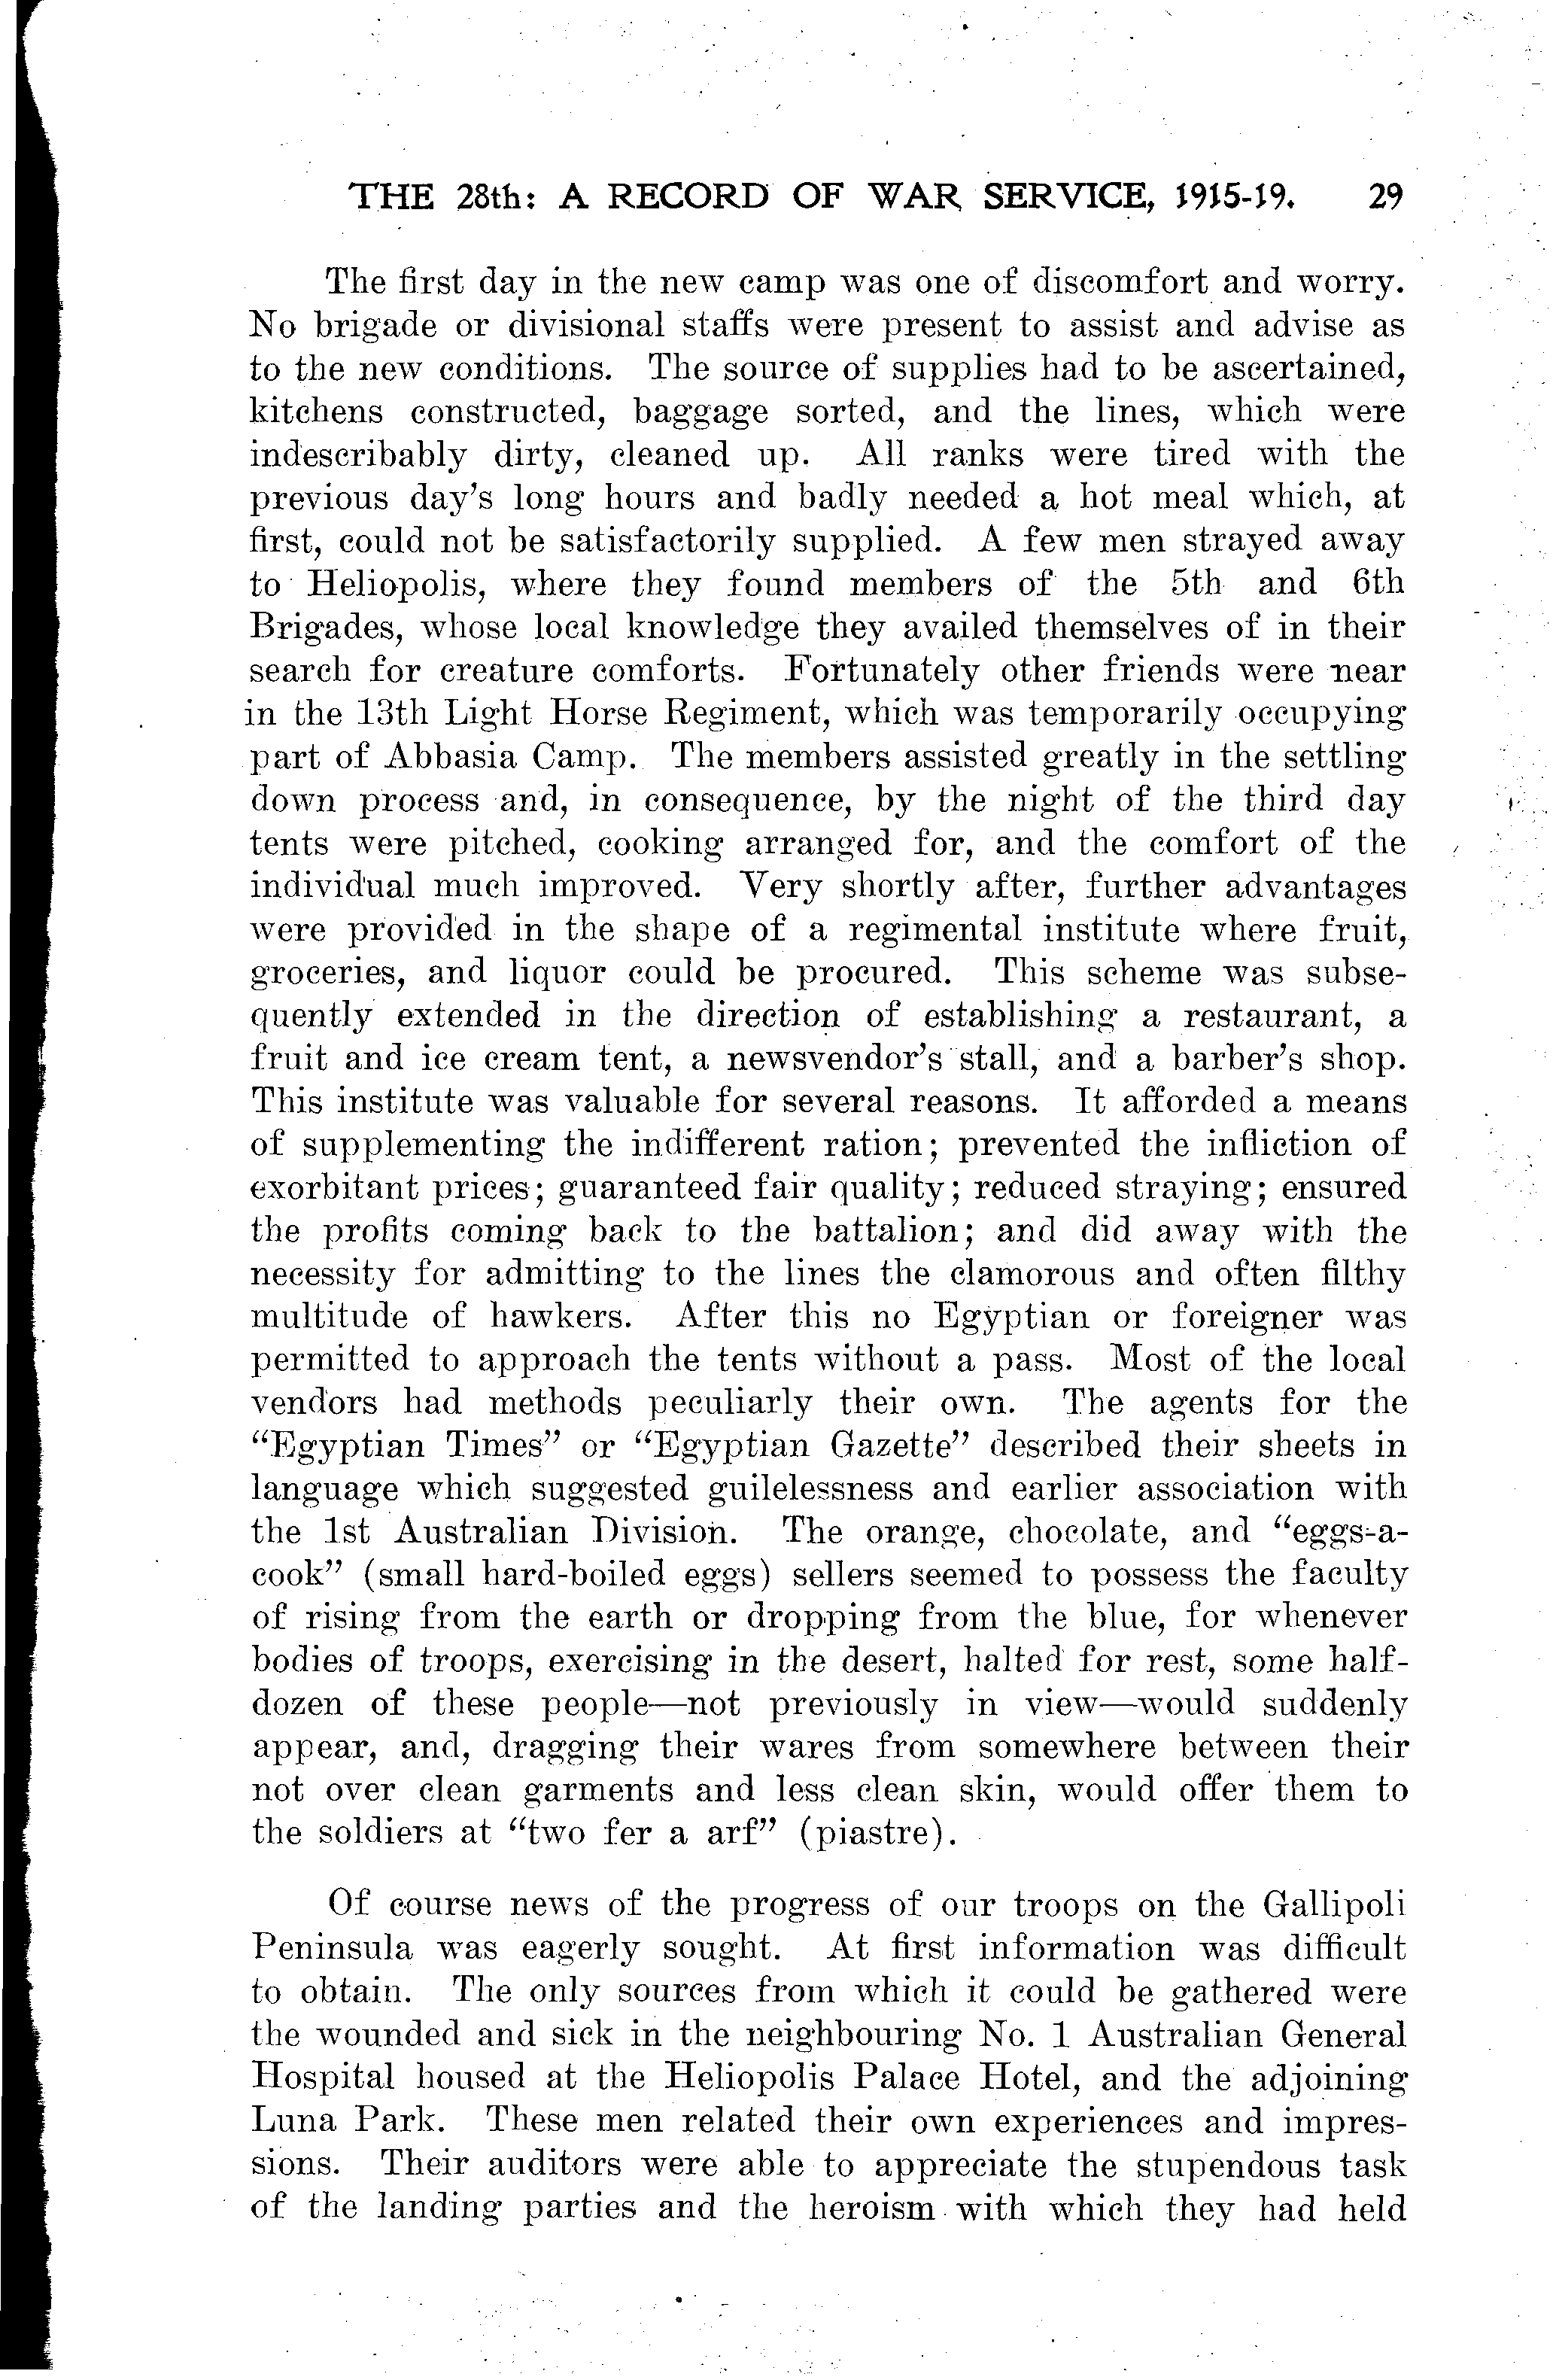 THE 28th: A RECORD OF WAR SERVICE, 1915-19. 29
The first day in the new camp was one of discomfort and worry.
No brigade or divisional staffs were present to assist and advise as
to the new conditions. The source of supplies had to be ascertained,
kitchens constructed, baggage sorted, and the lines, which were
indescribably dirty, cleaned up. All ranks were tired with the
previous day's long hours and badly needed a hot meal which, at
first, could not be satisfactorily supplied. A few men strayed away
to Heliopolis, where they found members of the 5th and 6th
Brigades, whose local knowledge they availed themselves of in their
search for creature comforts. Fortunately other friends were near
in the 13th Light Horse Regiment, which was temporarily occupying
part of Abbasia Camp. The members assisted greatly in the settling
down process and, in consequence, by the night of the third day
tents were pitched, cooking arranged for, and the comfort of the
individual much improved. Very shortly after, further advantages
were provided in the shape of a regimental institute where fruit,
groceries, and liquor could be procured. This scheme was subse-
quently extended in the direction of establishing a restaurant, a
fruit and ice cream tent, a newsvendor's stall, and a barber's shop.
This institute was valuable for several reasons. It afforded a means
of supplementing the indifferent ration; prevented the infliction of
exorbitant prices; guaranteed fair quality; reduced straying; ensured
the profits coming back to the battalion; and did away with the
necessity for admitting to the lines the clamorous and often filthy
multitude of hawkers. After this no Egyptian or foreigner was
permitted to approach the tents without a pass. Most of the local
vendors had methods peculiarly their own. The agents for the
"Egyptian Times" or "Egyptian Gazette" described their sheets in
language which suggested guilelessness and earlier association with
the 1st Australian Division. The orange, chocolate, and "eggs-a-
cook" (small hard-boiled eggs) sellers seemed to possess the faculty
of rising from the earth or dropping from the blue, for whenever
bodies of troops, exercising in the desert, halted for rest, some half-
dozen of these people—not previously in view—would suddenly
appear, and, dragging their wares from somewhere between their
not over clean garments and less clean skin, would offer them to
the soldiers at "two fer a arf" (piastre).
Of course news of the progress of our troops on the Gallipoli
Peninsula was eagerly sought. At first information was difficult
to obtain. The only sources from which it could be gathered were
the wounded and sick in the neighbouring No. 1 Australian General
Hospital housed at the Heliopolis Palace Hotel, and the adjoining
Luna Park. These men related their own experiences and impres-
sions. Their auditors were able to appreciate the stupendous task
of the landing parties and the heroism with which they had held